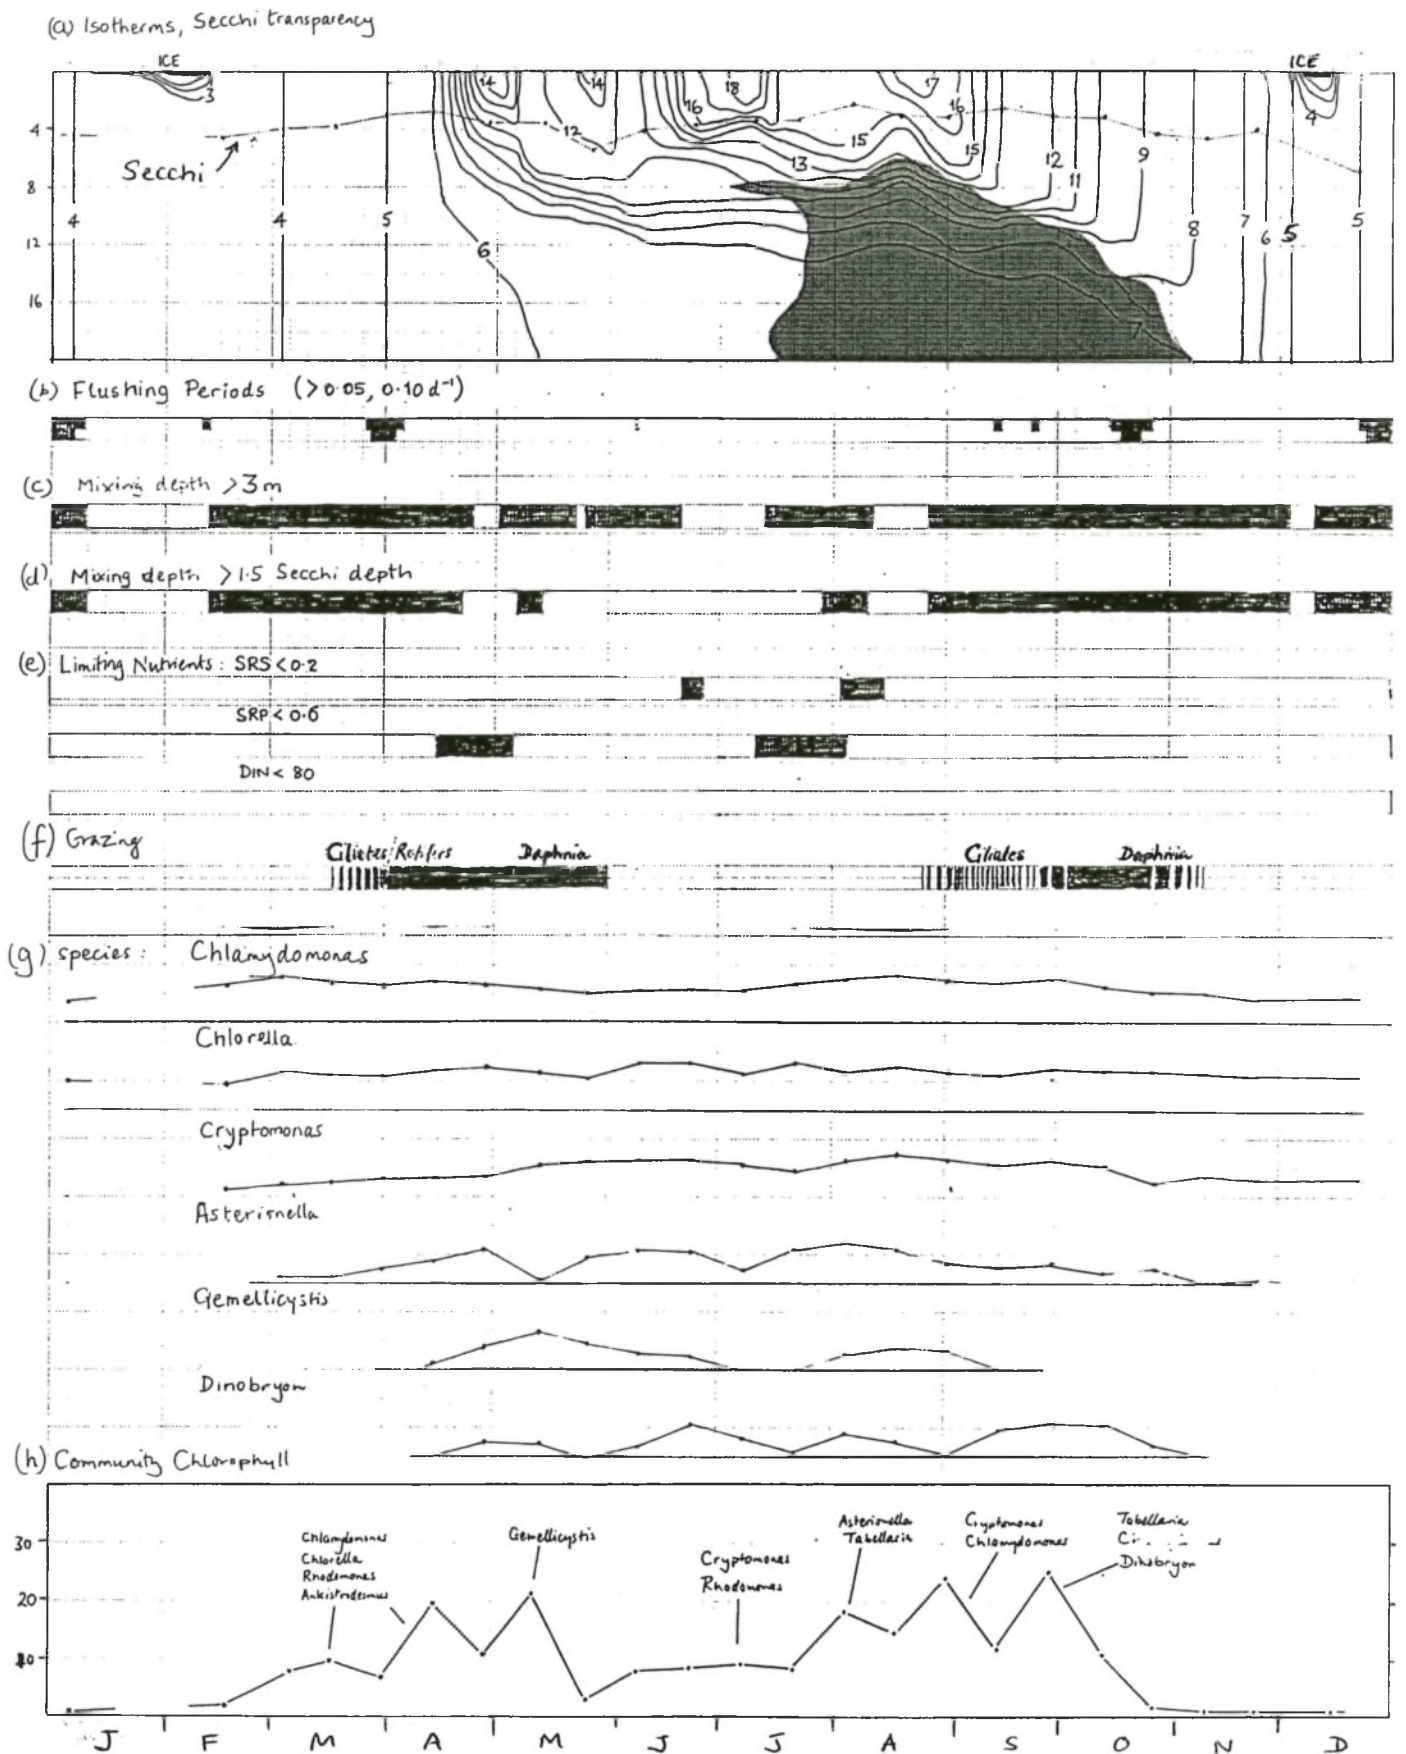 (a) Isotherms, Secchi transparency
ICE
ICE
3
14
14
18
17
16
16
12
15
15
13
4
4
Secchi
8
12
11
9
4
4
5
6
8
7
6
5
5
12
16
7
(b) Flushing Periods (>0.05, 0.10 d⁻¹)
(c) Mixing depth >3m
(d) Mixing depth >1.5 Secchi depth
(e) Limiting Nutrients: SRS <0.2
SRP < 0.6
DIN < 80
(f) Grazing
Ciliates/Rotifers Daphnia
Ciliates Daphnia
(g) species: Chlamydomonas
Chlorella
Cryptomonas
Asterionella
Gemellicystis
Dinobryon
(h) Community Chlorophyll
30
20
10
Chlamydomonas
Chlorella
Rhodomonas
Ankistrodesmus
Gemellicystis
Cryptomonas
Rhodomonas
Asterionella
Tabellaria
Cryptomonas
Chlamydomonas
Tabellaria
Dinobryon
J F M A M J J A S O N D